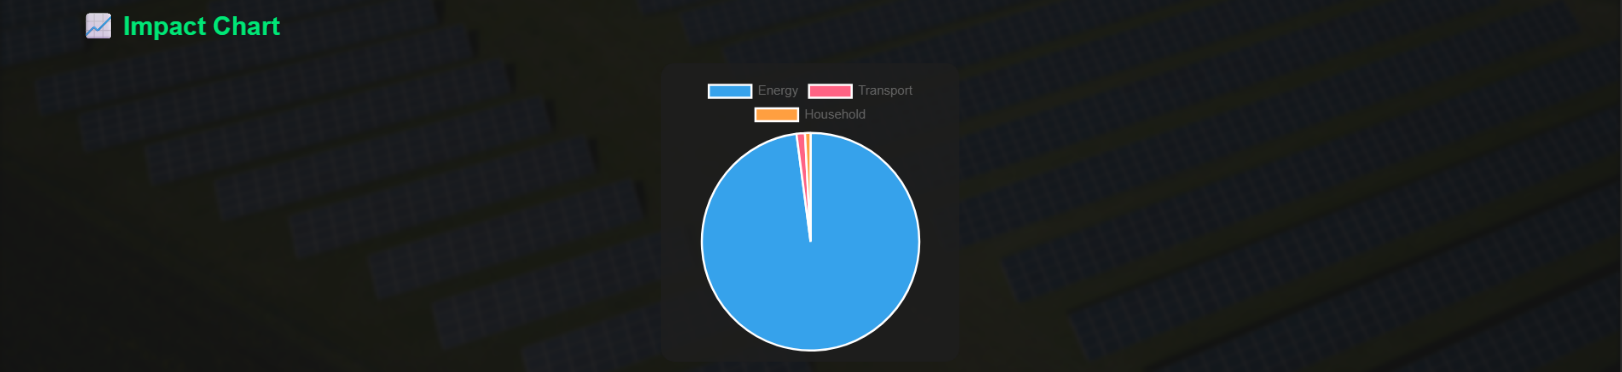 📈 Impact Chart
Energy Transport
Household